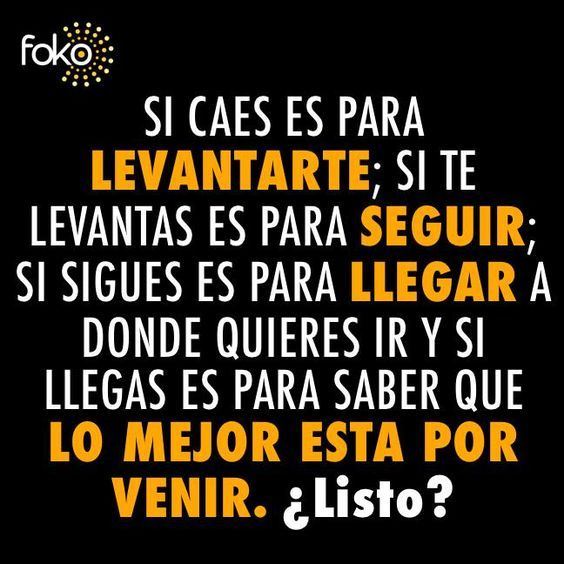 foko
SI CAES ES PARA
LEVANTARTE; SI TE
LEVANTAS ES PARA SEGUIR;
SI SIGUES ES PARA LLEGAR A
DONDE QUIERES IR Y SI
LLEGAS ES PARA SABER QUE
LO MEJOR ESTA POR
VENIR. ¿Listo?